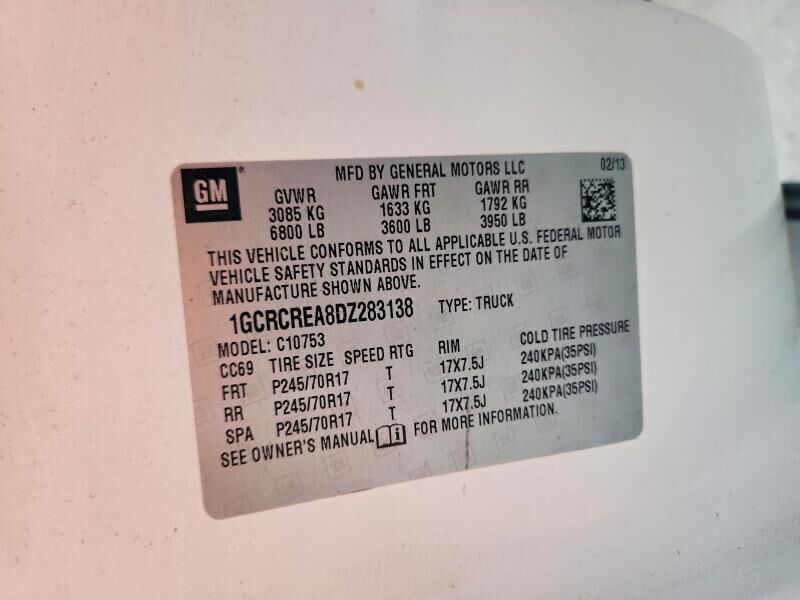 GM
MFD BY GENERAL MOTORS LLC 02/13
GVWR GAWR FRT GAWR RR
3085 KG 1633 KG 1792 KG
6800 LB 3600 LB 3950 LB
THIS VEHICLE CONFORMS TO ALL APPLICABLE U.S. FEDERAL MOTOR
VEHICLE SAFETY STANDARDS IN EFFECT ON THE DATE OF
MANUFACTURE SHOWN ABOVE.
1GCRCREA8DZ283138 TYPE: TRUCK
MODEL: C10753
CC69 TIRE SIZE SPEED RTG RIM COLD TIRE PRESSURE
FRT P245/70R17 T 17X7.5J 240KPA(35PSI)
RR P245/70R17 T 17X7.5J 240KPA(35PSI)
SPA P245/70R17 T 17X7.5J 240KPA(35PSI)
SEE OWNER'S MANUAL FOR MORE INFORMATION.